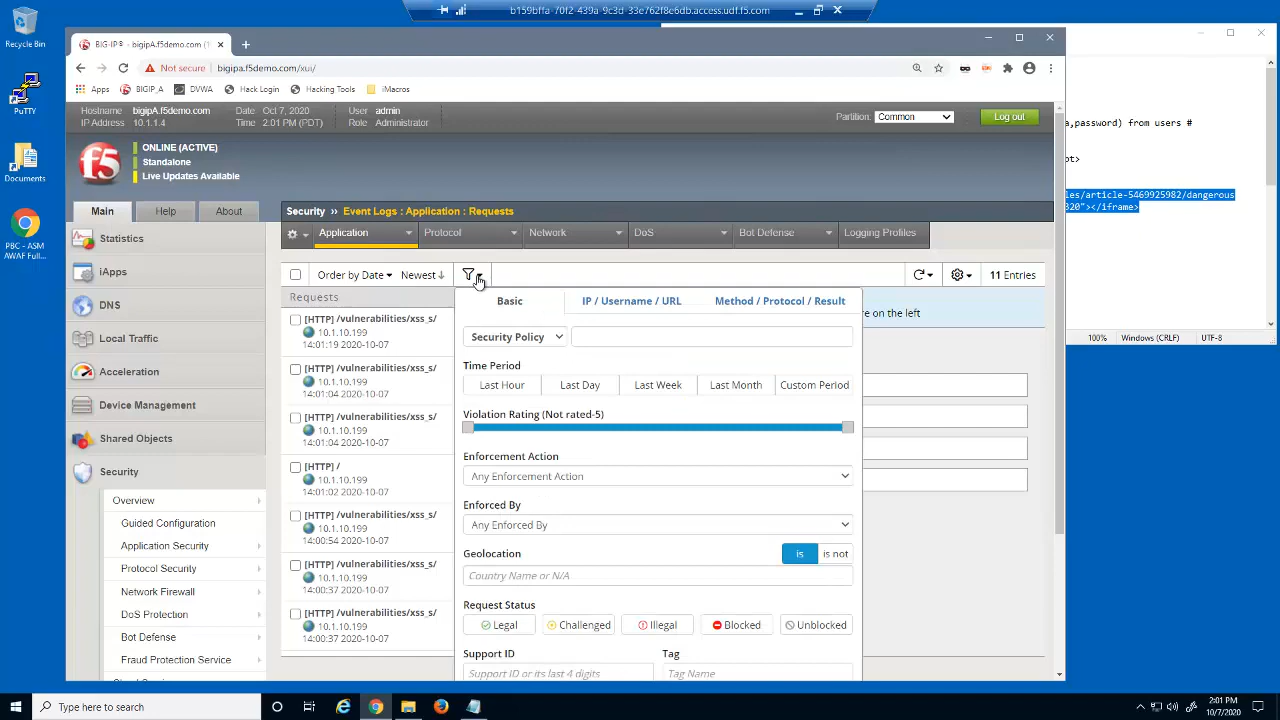 b159bffa-70f2-439a-9c3d-33e762f8e6db.access.udf.f5.com
Recycle Bin
PuTTY
Documents
PBC - ASM
AWAF Full...
BIG-IP® - bigipA.f5demo.com (1
Not secure
bigipa.f5demo.com/xui/
Apps
BIGIP_A
DVWA
Hack Login
Hacking Tools
iMacros
Hostname bigipA.f5demo.com Date Oct 7, 2020 User admin
IP Address 10.1.1.4 Time 2:01 PM (PDT) Role Administrator
Partition: Common
Log out
f5
ONLINE (ACTIVE)
Standalone
Live Updates Available
Main Help About
Security ›› Event Logs : Application : Requests
Application Protocol Network DoS Bot Defense Logging Profiles
Statistics
iApps
DNS
Local Traffic
Acceleration
Device Management
Shared Objects
Security
Overview
Guided Configuration
Application Security
Protocol Security
Network Firewall
DoS Protection
Bot Defense
Fraud Protection Service
Order by Date Newest
11 Entries
Requests
[HTTP] /vulnerabilities/xss_s/
10.1.10.199
14:01:19 2020-10-07
[HTTP] /vulnerabilities/xss_s/
10.1.10.199
14:01:04 2020-10-07
[HTTP] /vulnerabilities/xss_s/
10.1.10.199
14:01:04 2020-10-07
[HTTP] /
10.1.10.199
14:01:02 2020-10-07
[HTTP] /vulnerabilities/xss_s/
10.1.10.199
14:00:54 2020-10-07
[HTTP] /vulnerabilities/xss_s/
10.1.10.199
14:00:37 2020-10-07
[HTTP] /vulnerabilities/xss_s/
10.1.10.199
14:00:37 2020-10-07
Basic IP / Username / URL Method / Protocol / Result
Security Policy
Time Period
Last Hour Last Day Last Week Last Month Custom Period
Violation Rating (Not rated-5)
Enforcement Action
Any Enforcement Action
Enforced By
Any Enforced By
Geolocation
is is not
Country Name or N/A
Request Status
Legal Challenged Illegal Blocked Unblocked
Support ID Tag
Support ID or its last 4 digits Tag Name
e on the left
a,password) from users #
pt>
les/article-5469925982/dangerous
320"></iframe>
100% Windows (CRLF) UTF-8
Type here to search
2:01 PM
10/7/2020